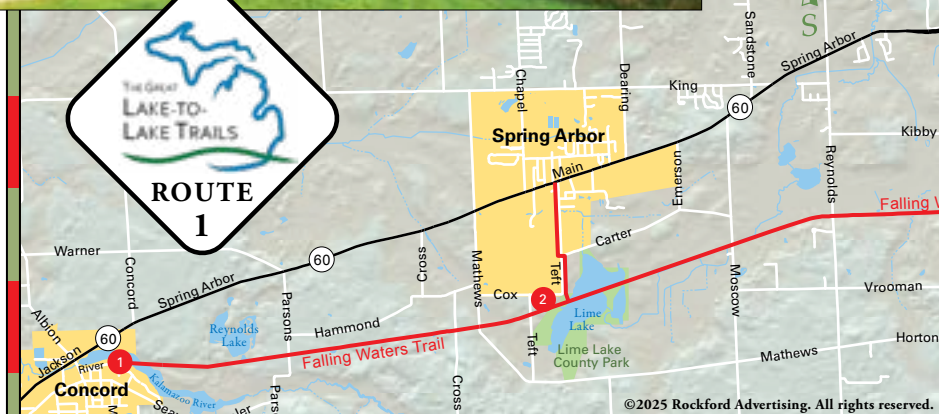 THE GREAT
LAKE-TO-
LAKE TRAILS
ROUTE
1
S
Sandstone
Spring Arbor
Chapel
Dearing
King
60
Kibby
Spring Arbor
Main
Emerson
Reynolds
Falling W
Warner
Concord
60
Cross
Mathews
Carter
Teft
Moscow
Spring Arbor
Parsons
Cox
2
Vrooman
Albion
Reynolds
Lake
Hammond
Lime
Lake
60
Jackson
River
1
Falling Waters Trail
Teft
Lime Lake
County Park
Mathews
Horton
Concord
Kalamazoo River
M
Sea
ler
Pars
Cross
©2025 Rockford Advertising. All rights reserved.